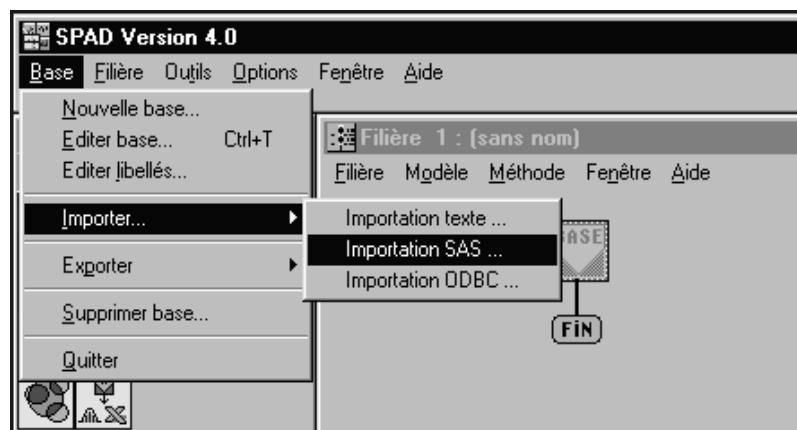 SPAD Version 4.0
Base Filière Outils Options Fenêtre Aide
Nouvelle base...
Editer base... Ctrl+T
Editer libellés...
Importer...
Exporter
Supprimer base...
Quitter
Filière 1 : (sans nom)
Filière Modèle Méthode Fenêtre Aide
Importation texte ...
Importation SAS ...
Importation ODBC ...
BASE
FiN